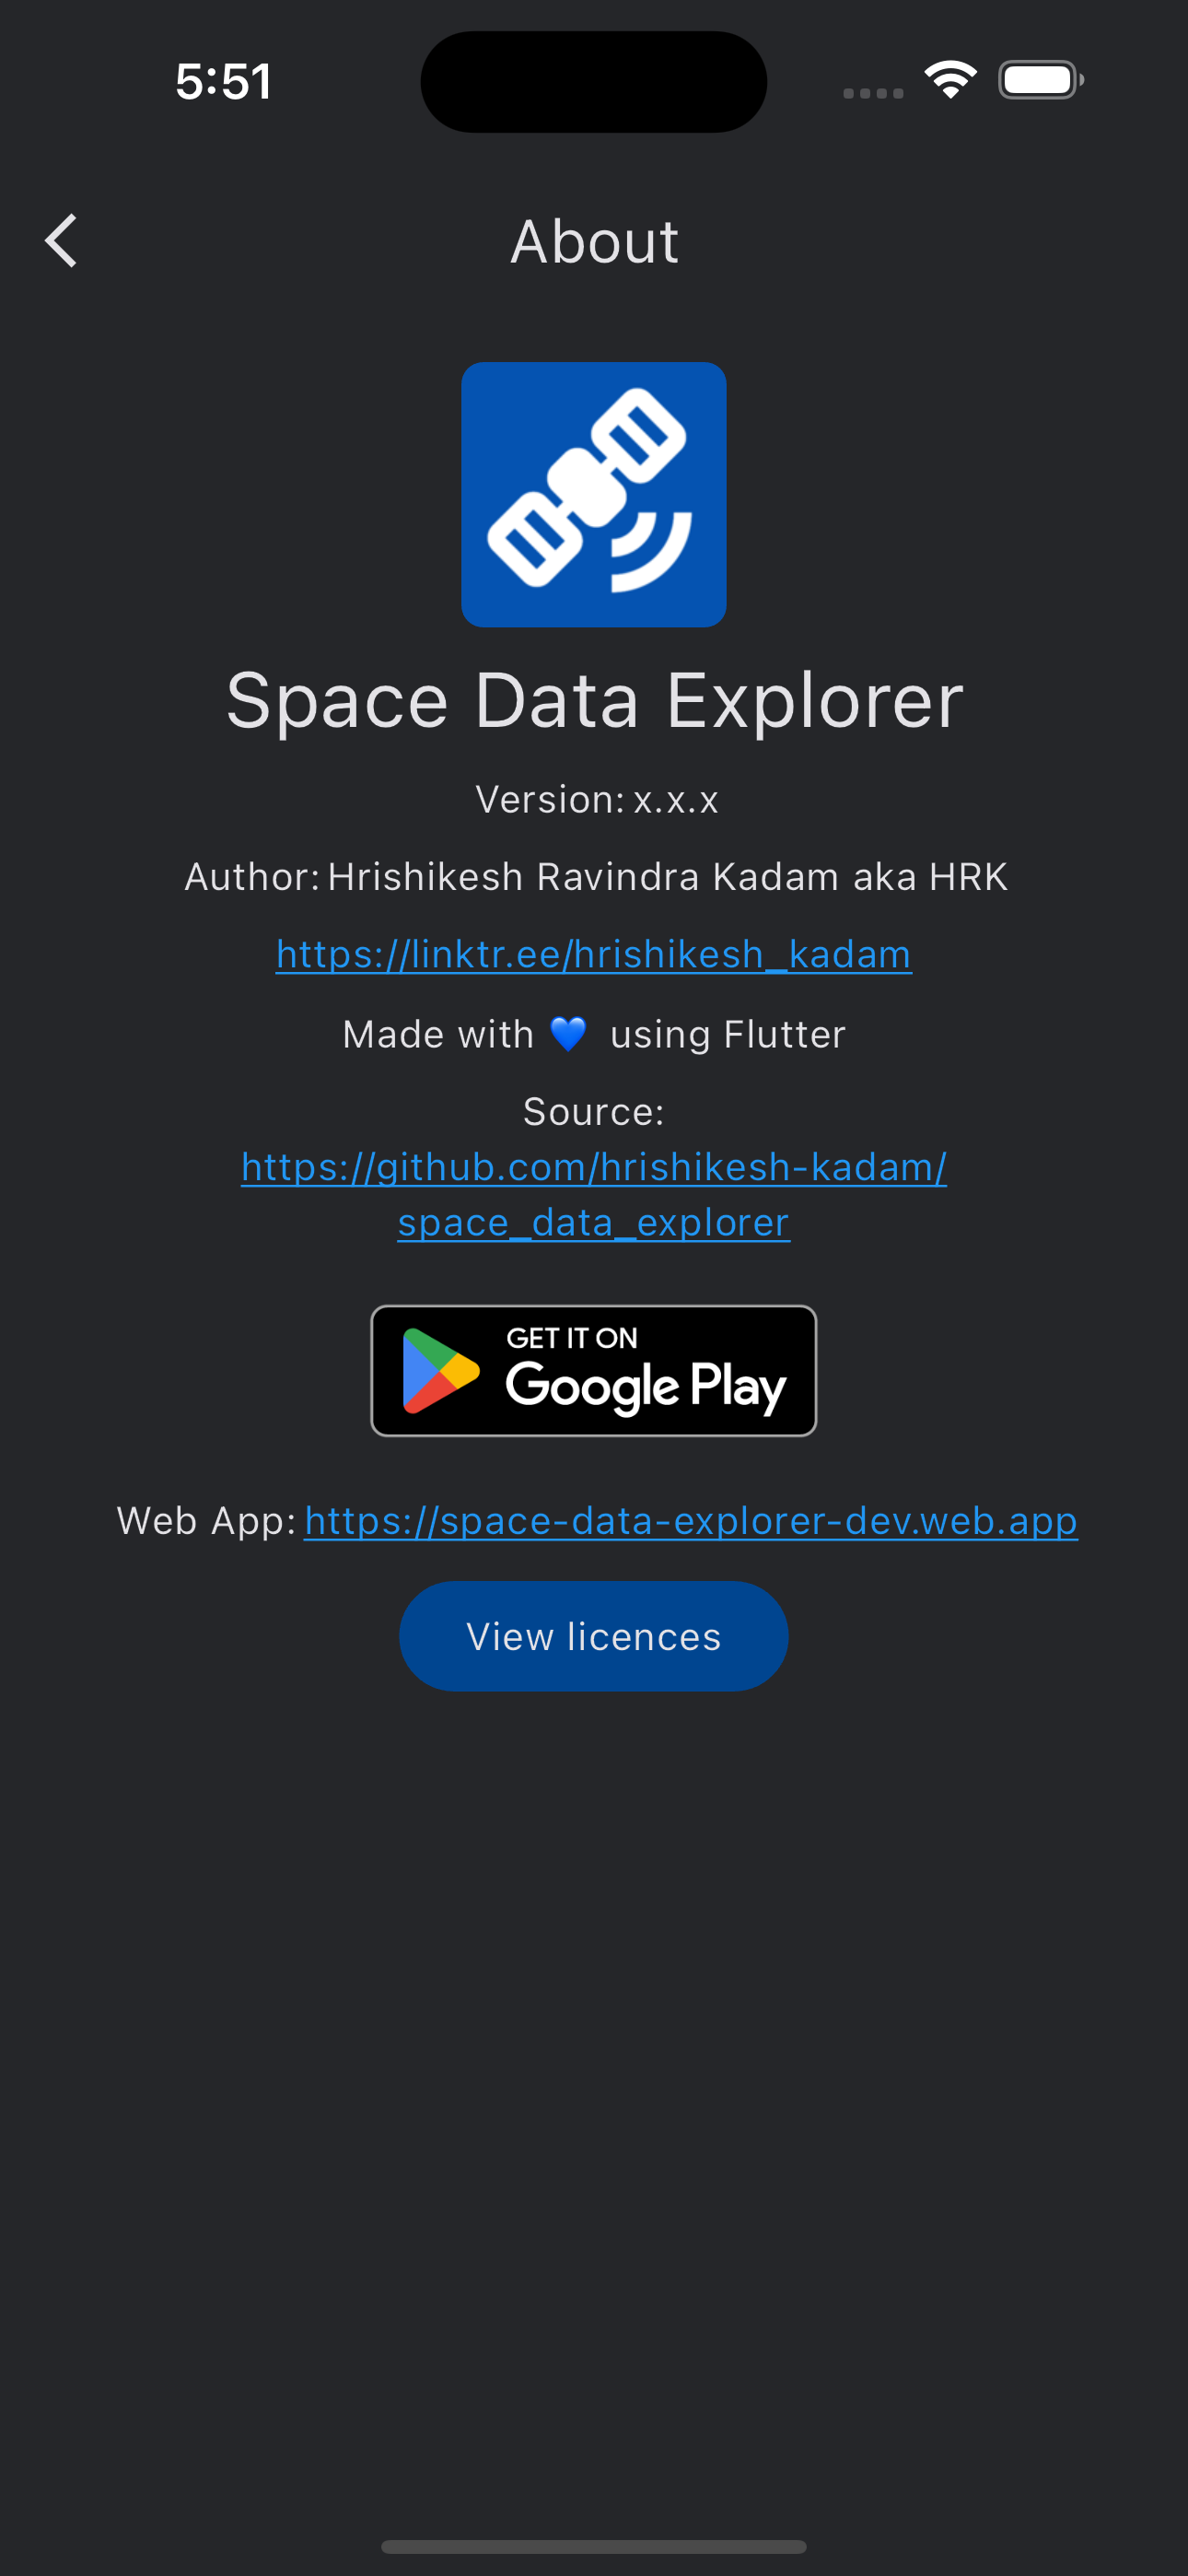 5:51
About
Space Data Explorer
Version: x.x.x
Author: Hrishikesh Ravindra Kadam aka HRK
https://linktr.ee/hrishikesh_kadam
Made with 💙 using Flutter
Source:
https://github.com/hrishikesh-kadam/
space_data_explorer
GET IT ON
Google Play
Web App: https://space-data-explorer-dev.web.app
View licences